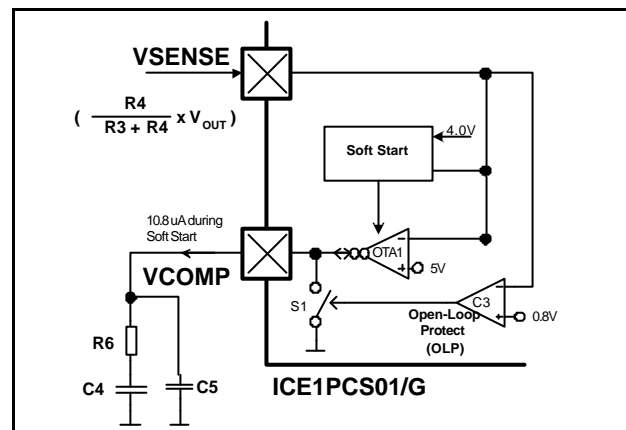 VSENSE
( R4 / R3 + R4 x VOUT )
4.0V
Soft Start
10.8 uA during
Soft Start
VCOMP
OTA1
−
+
5V
S1
C3
−
+
0.8V
Open-Loop
Protect
(OLP)
R6
C4
C5
ICE1PCS01/G